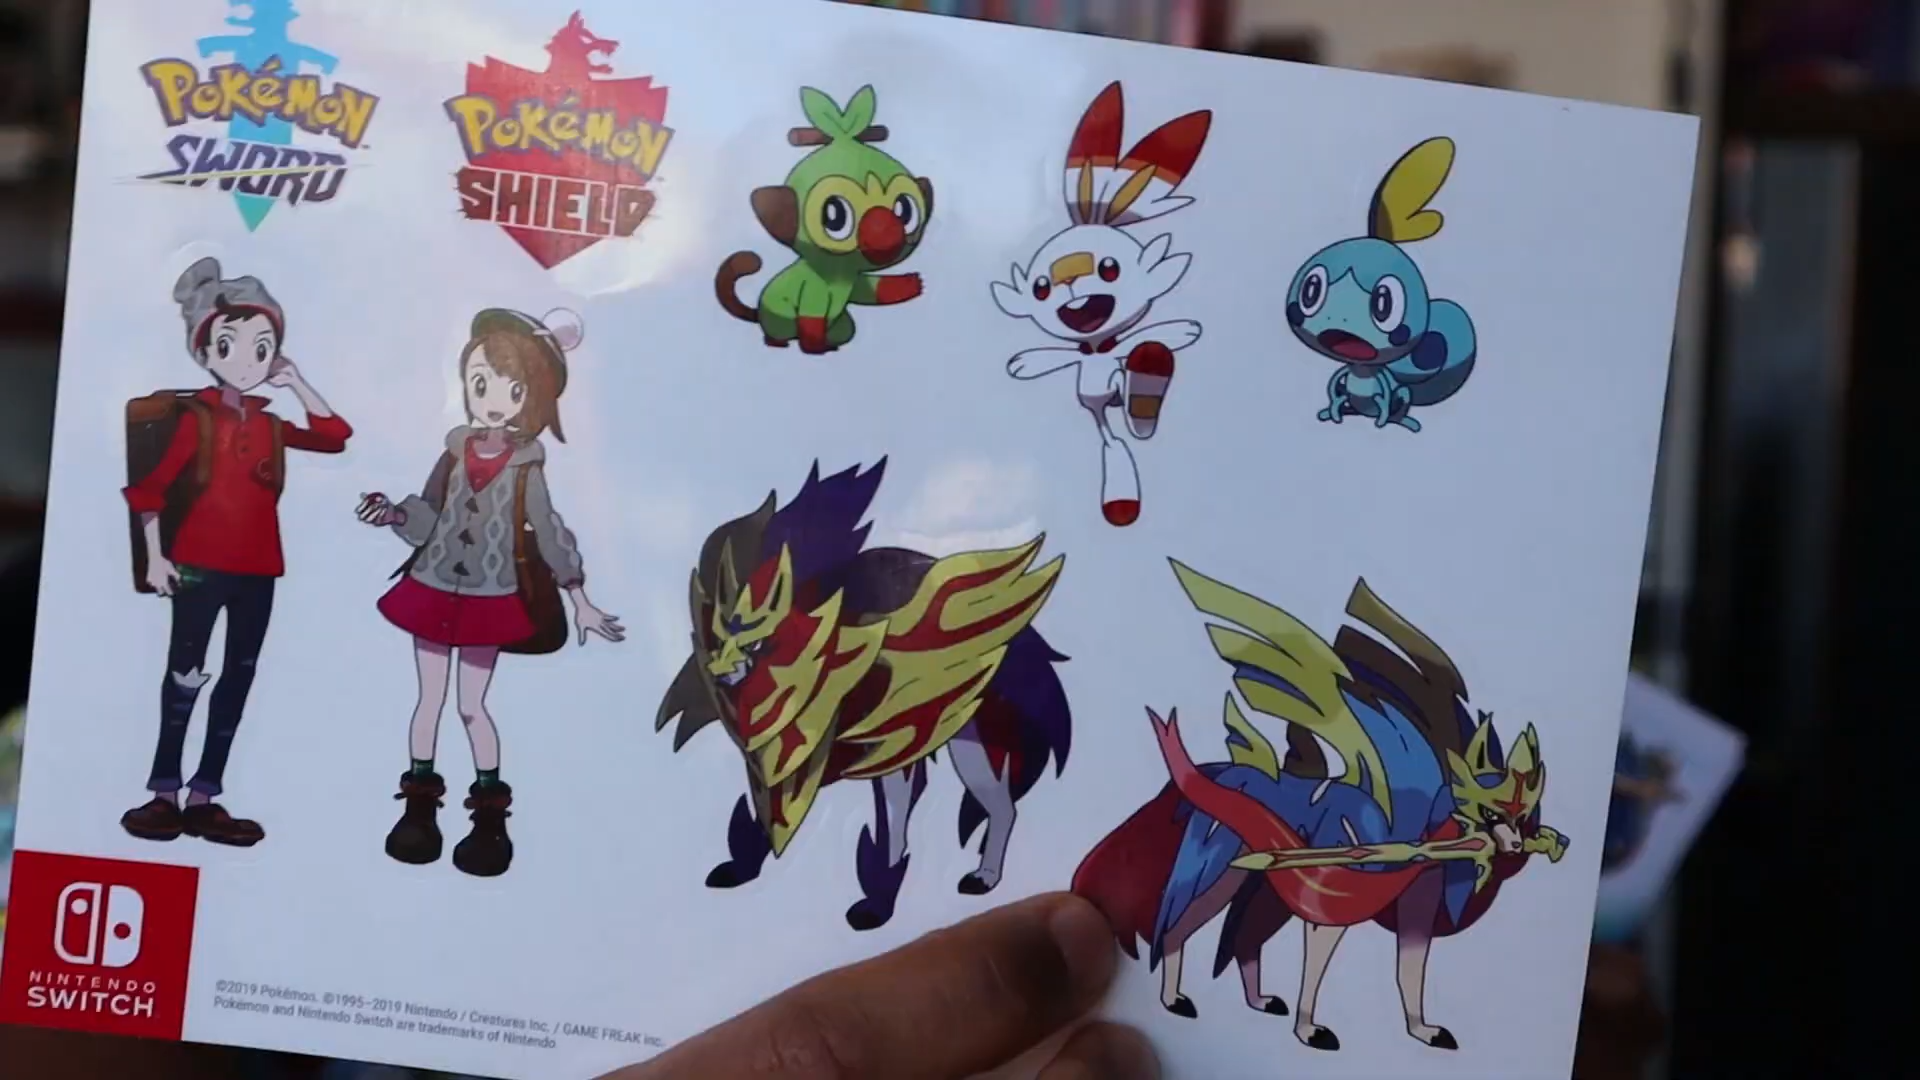 POKéMON
SWORD
POKéMON
SHIELD
NINTENDO
SWITCH
©2019 Pokémon. ©1995–2019 Nintendo / Creatures Inc. / GAME FREAK inc.
Pokémon and Nintendo Switch are trademarks of Nintendo